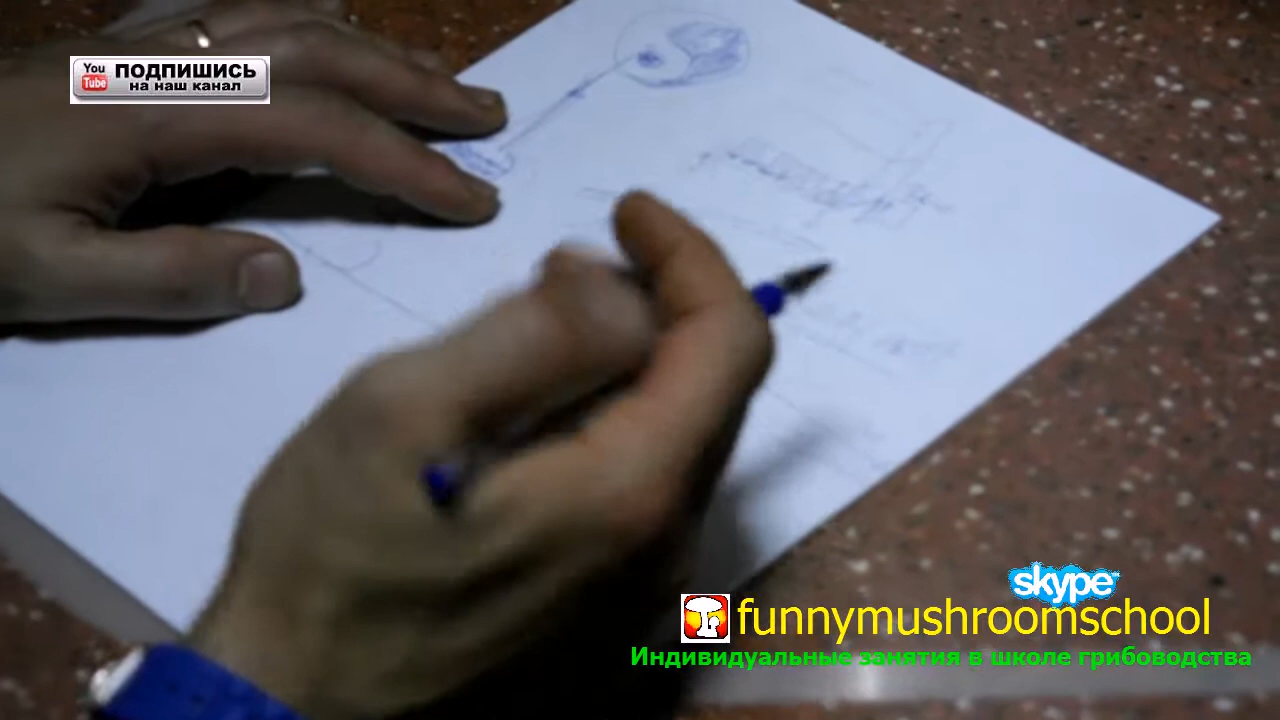 You
Tube
ПОДПИШИСЬ
на наш канал
skype
funnymushroomschool
Индивидуальные занятия в школе грибоводства